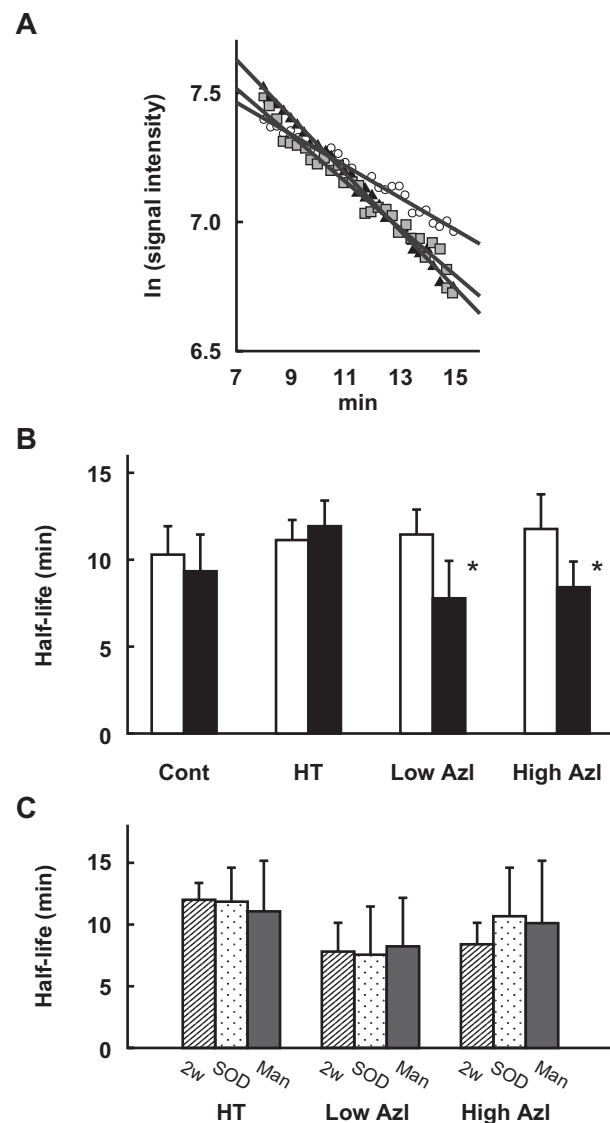 A
7.5
7.0
6.5
ln (signal intensity)
7 9 11 13 15
min
B
15
10
5
0
Half-life (min)
* *
Cont HT Low Azl High Azl
C
15
10
5
0
Half-life (min)
2w SOD Man 2w SOD Man 2w SOD Man
HT Low Azl High Azl